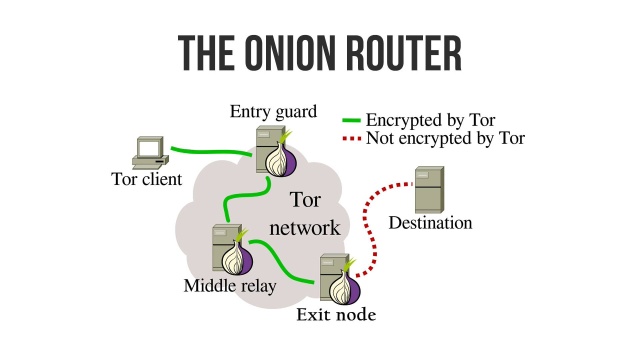 THE ONION ROUTER
Entry guard
Encrypted by Tor
Not encrypted by Tor
Tor client
Tor
network
Destination
Middle relay
Exit node